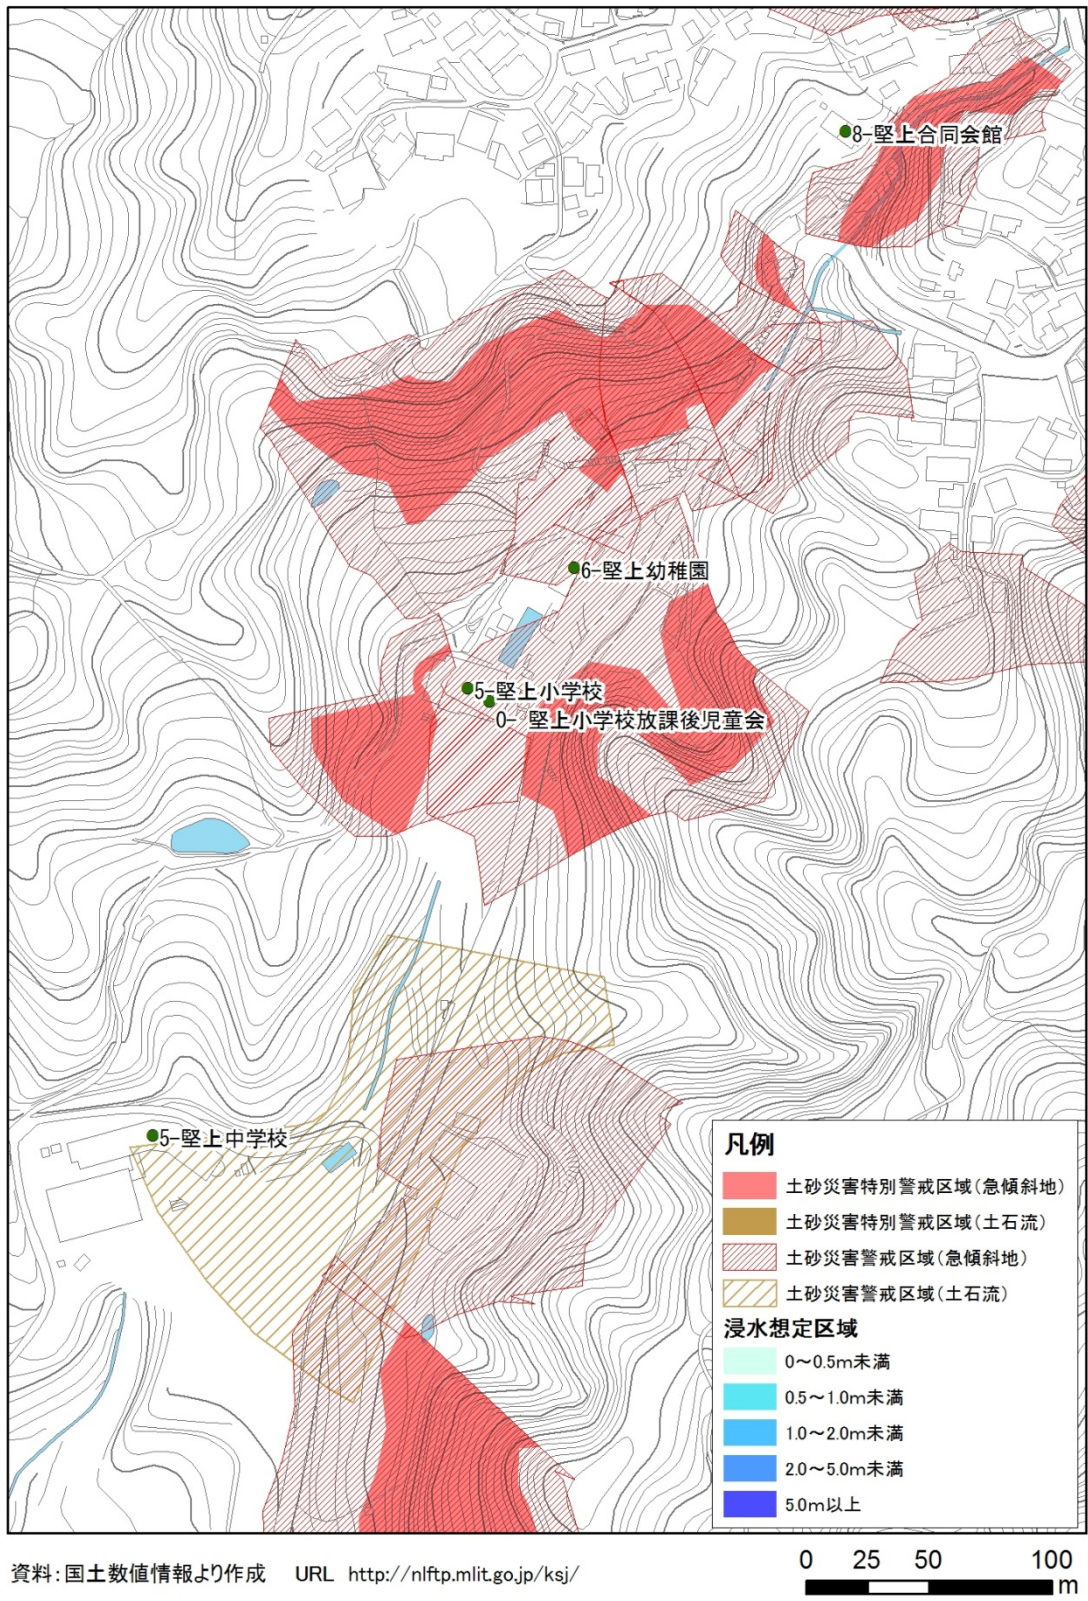 8-堅上合同会館
6-堅上幼稚園
5-堅上小学校
0- 堅上小学校放課後児童会
5-堅上中学校
凡例
土砂災害特別警戒区域(急傾斜地)
土砂災害特別警戒区域(土石流)
土砂災害警戒区域(急傾斜地)
土砂災害警戒区域(土石流)
浸水想定区域
0～0.5m未満
0.5～1.0m未満
1.0～2.0m未満
2.0～5.0m未満
5.0m以上
資料:国土数値情報より作成 URL http://nlftp.mlit.go.jp/ksj/
0 25 50 100
m